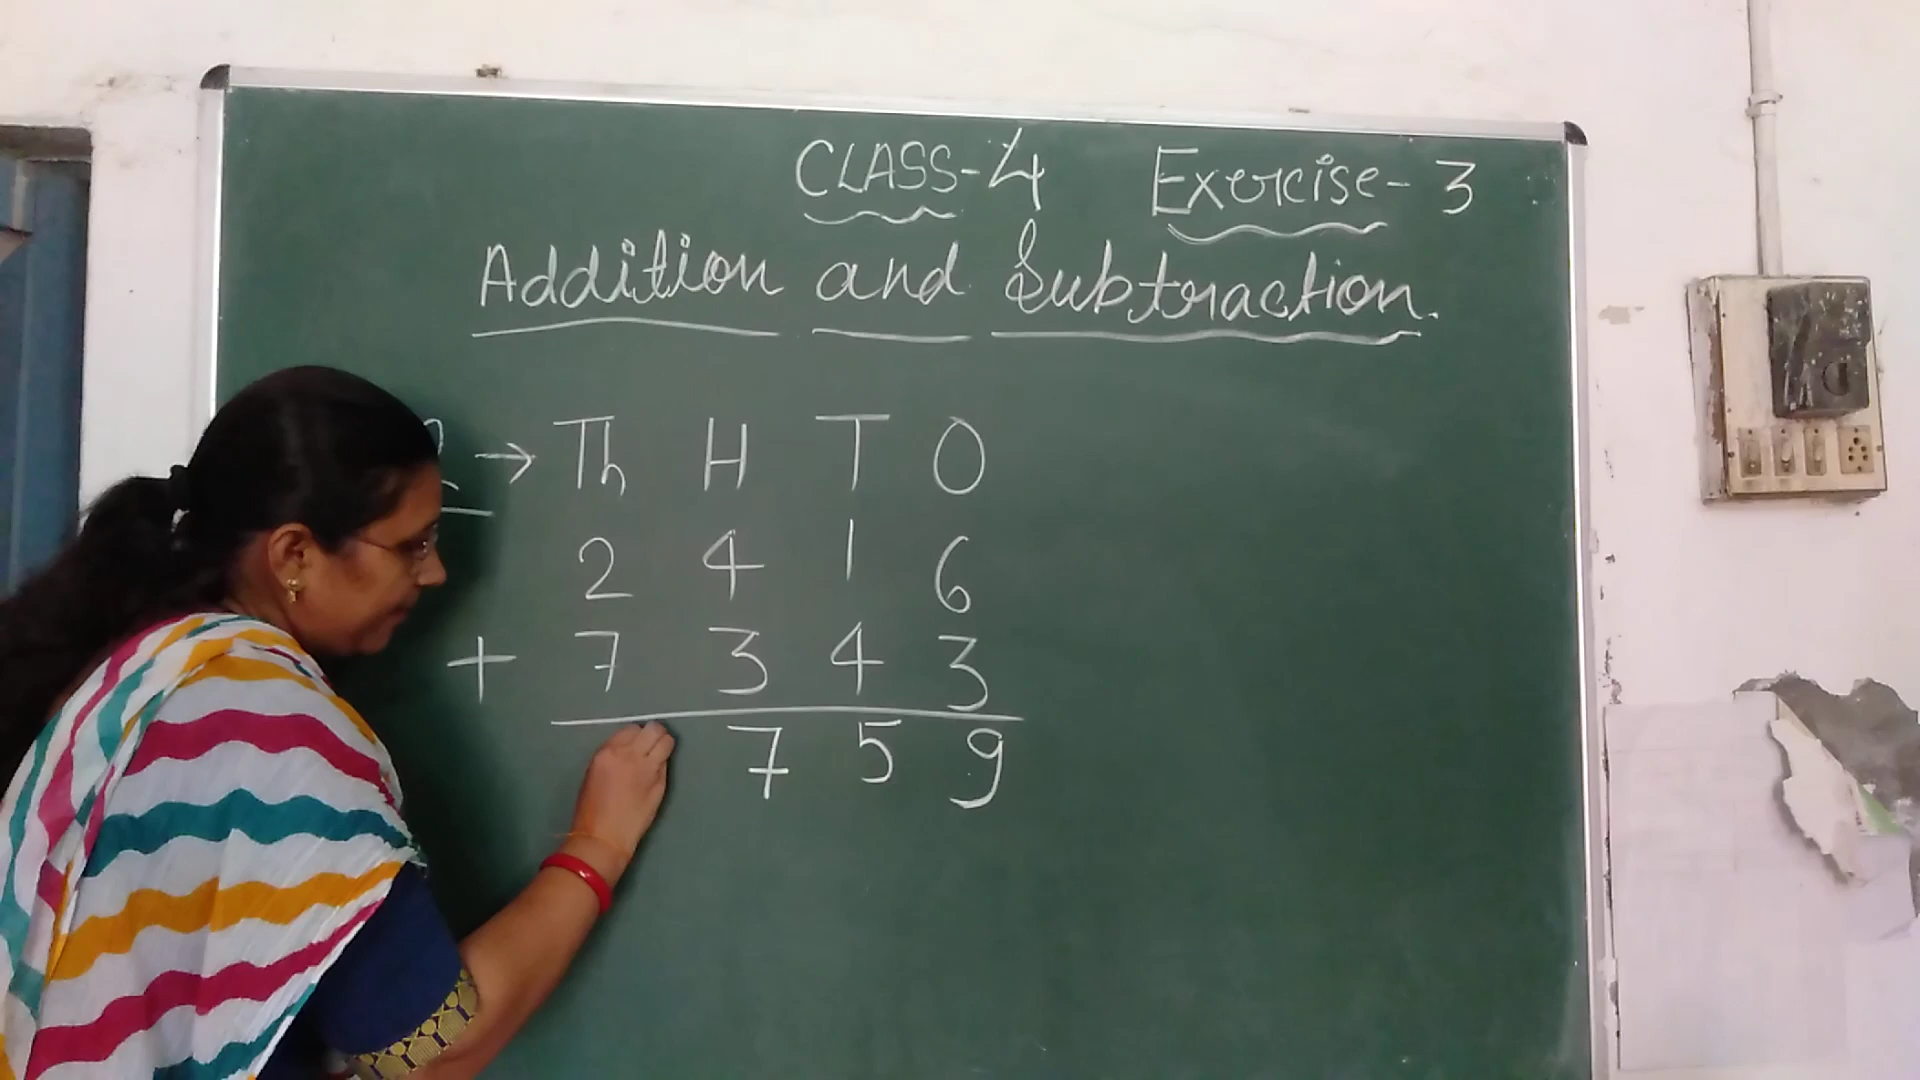 CLASS-4 Exercise-3
Addition and Subtraction.
→ Th H T O
2 4 1 6
+ 7 3 4 3
7 5 9